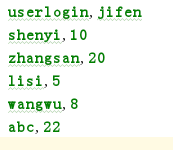 userlogin,jifen
shenyi,10
zhangsan,20
lisi,5
wangwu,8
abc,22